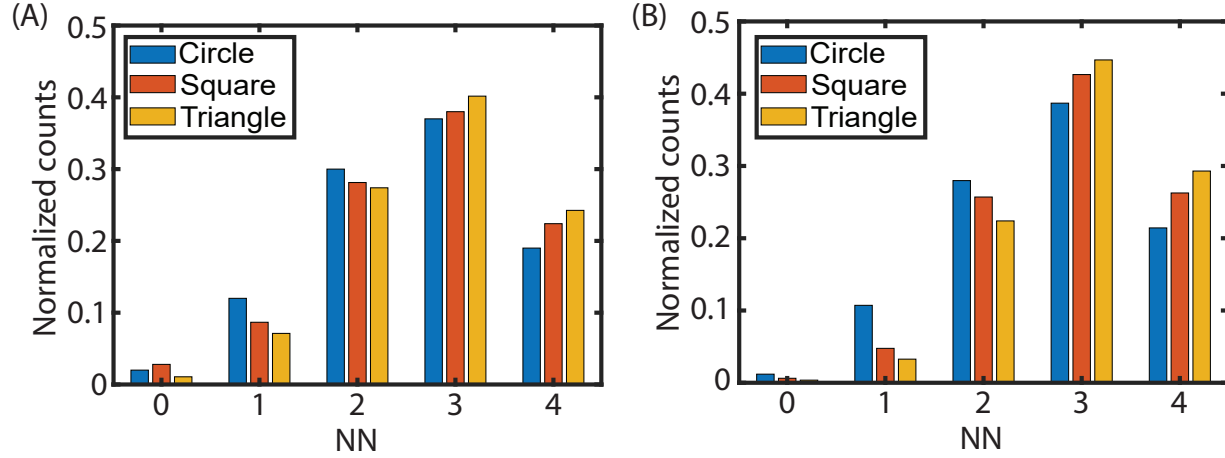 (A)
Normalized counts
0.5
0.4
0.3
0.2
0.1
0
Circle
Square
Triangle
0 1 2 3 4
NN
(B)
Normalized counts
0.5
0.4
0.3
0.2
0.1
0
Circle
Square
Triangle
0 1 2 3 4
NN